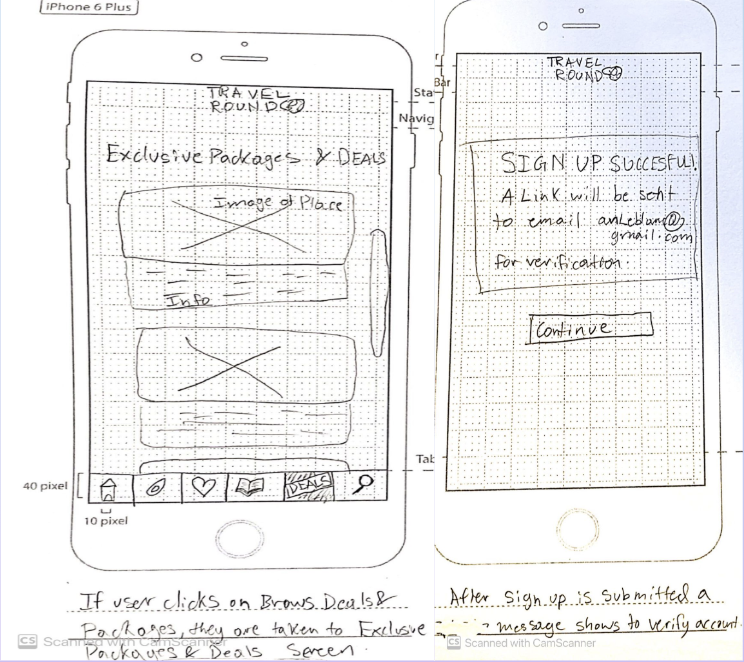 iPhone 6 Plus
TRAVEL
ROUND
Exclusive Packages & DEALS
Image of Place
Info
DEALS
40 pixel
10 pixel
If user clicks on Brows Deals &
Packages, they are taken to Exclusive
Packages & Deals Screen.
CS Scanned with CamScanner
Sta
Navig
Tab
r
Bar
TRAVEL
ROUND
SIGN UP SUCCESFUL
A Link will be sent
to email anLeblanc@
gmail.com
for verification
Continue
After sign up is submitted a
message shows to verify account.
CS Scanned with CamScanner